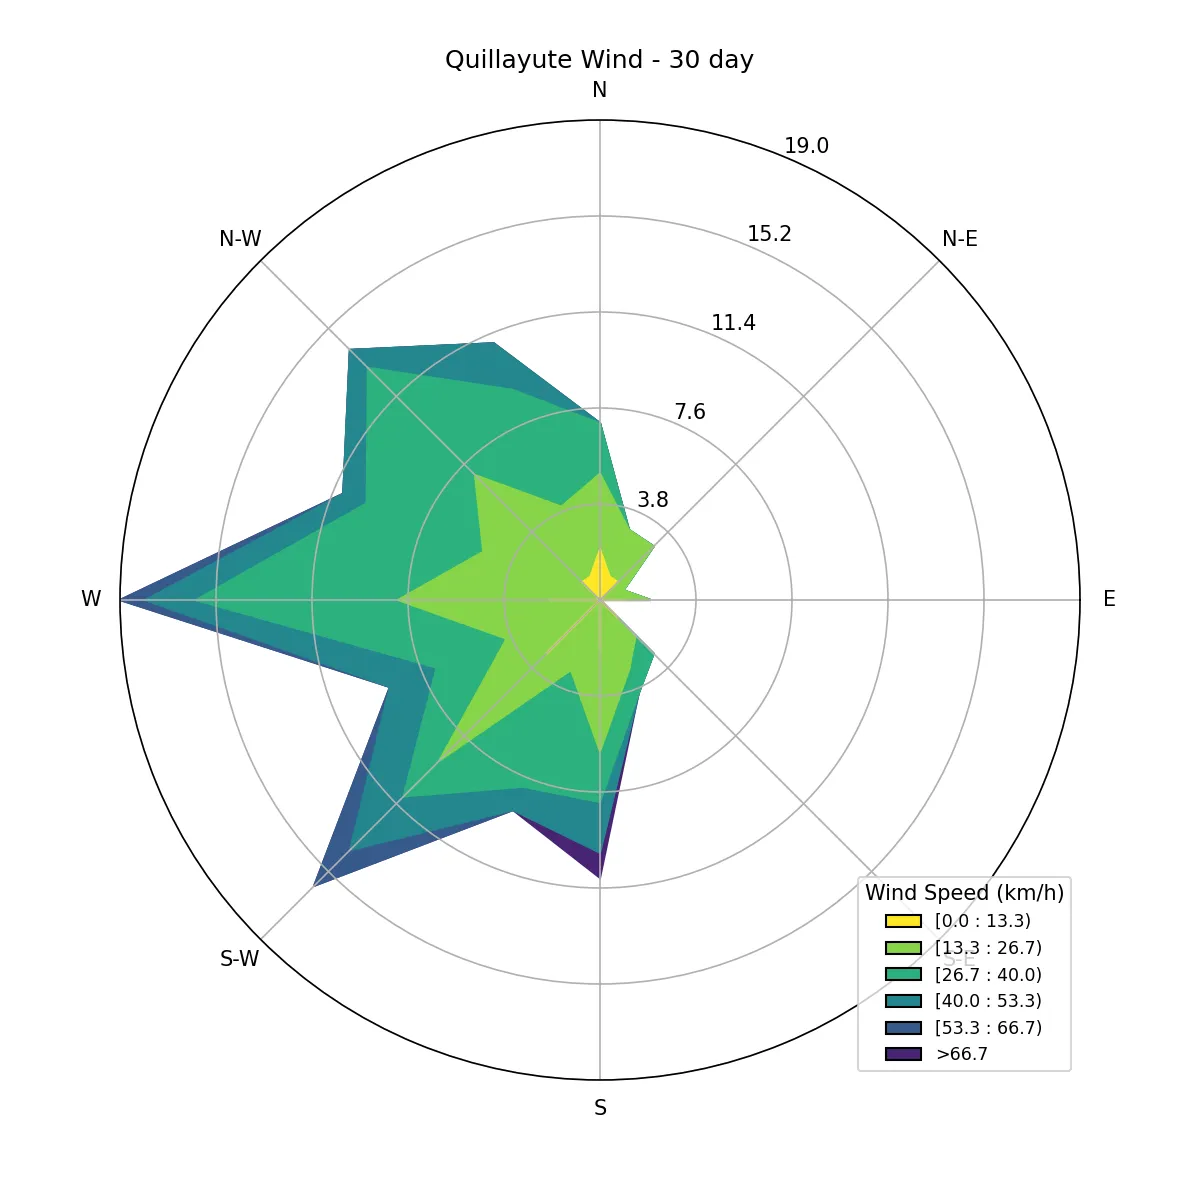 Quillayute Wind - 30 day
N
19.0
15.2
N-W
N-E
11.4
7.6
3.8
W
E
Wind Speed (km/h)
[0.0 : 13.3)
[13.3 : 26.7)
S-W
S-E
[26.7 : 40.0)
[40.0 : 53.3)
[53.3 : 66.7)
>66.7
S